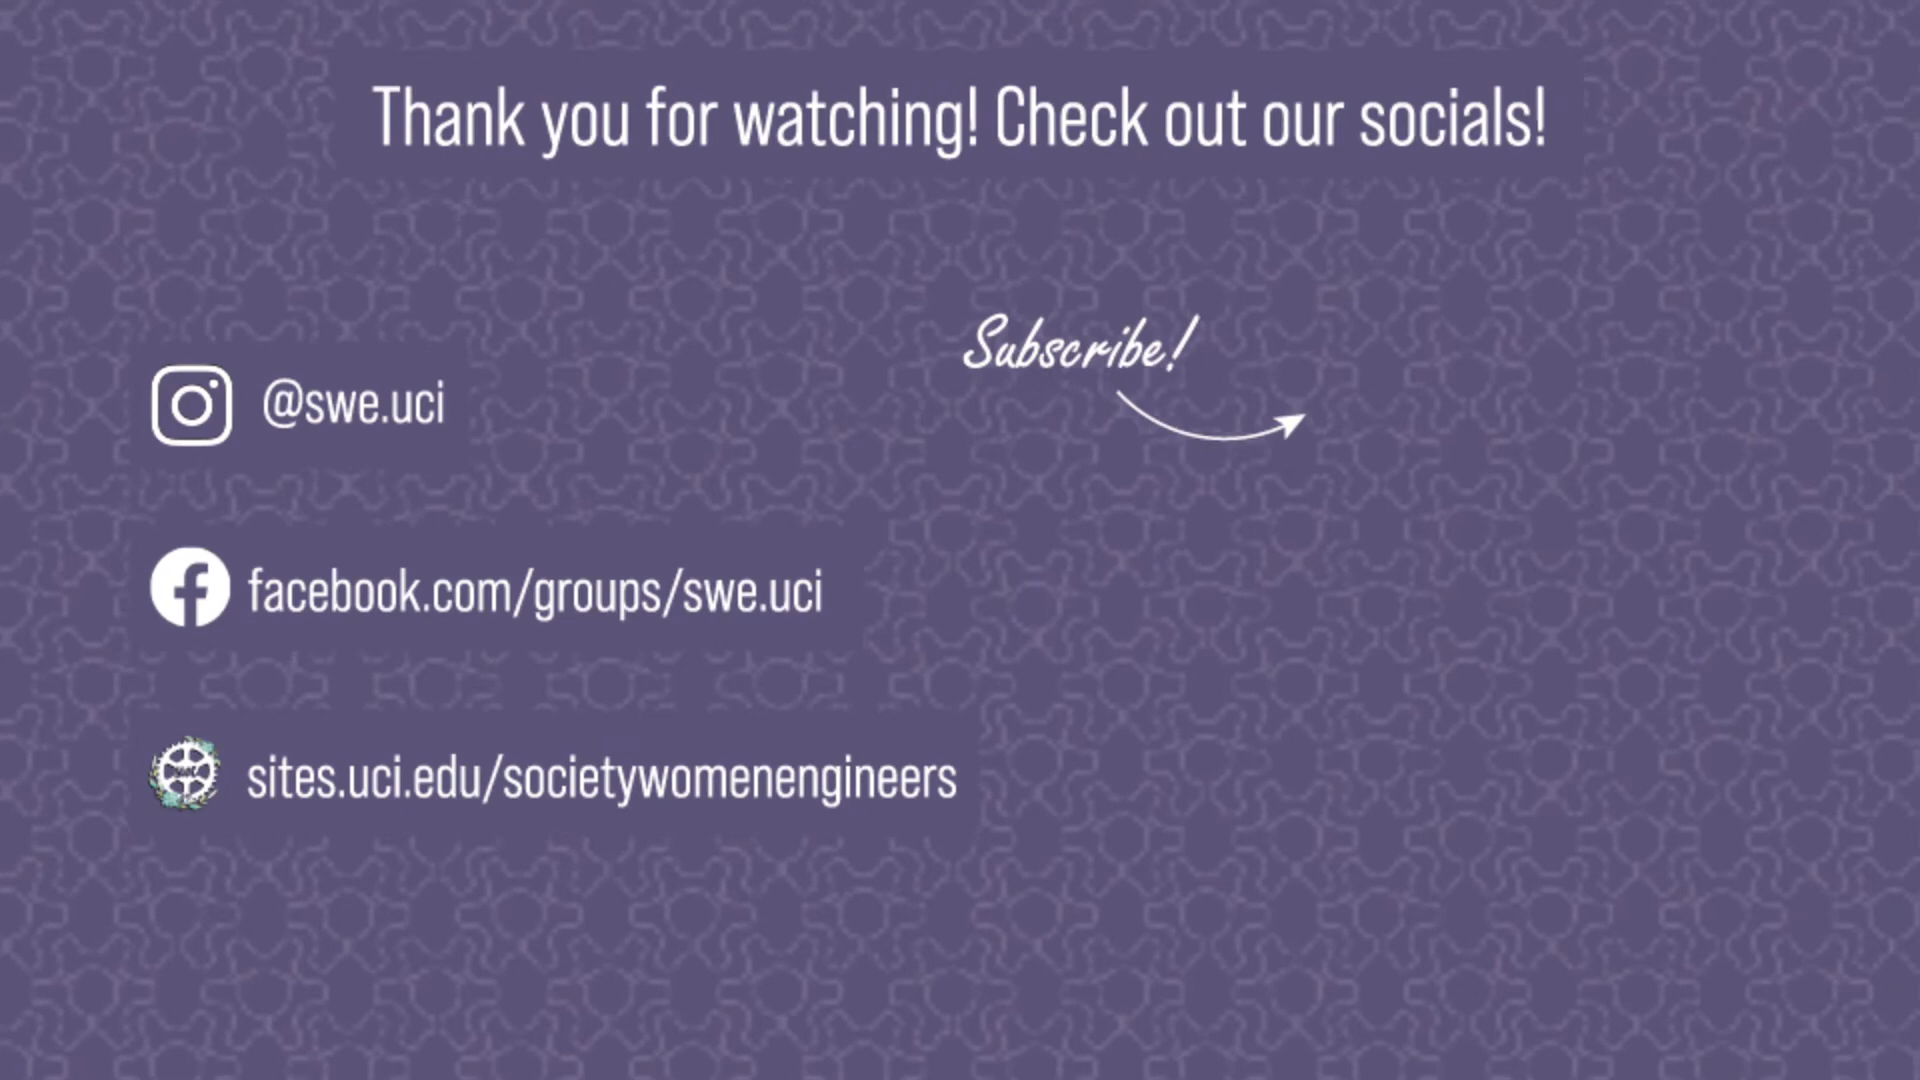 Thank you for watching! Check out our socials!
Subscribe!
@swe.uci
facebook.com/groups/swe.uci
sites.uci.edu/societywomenengineers